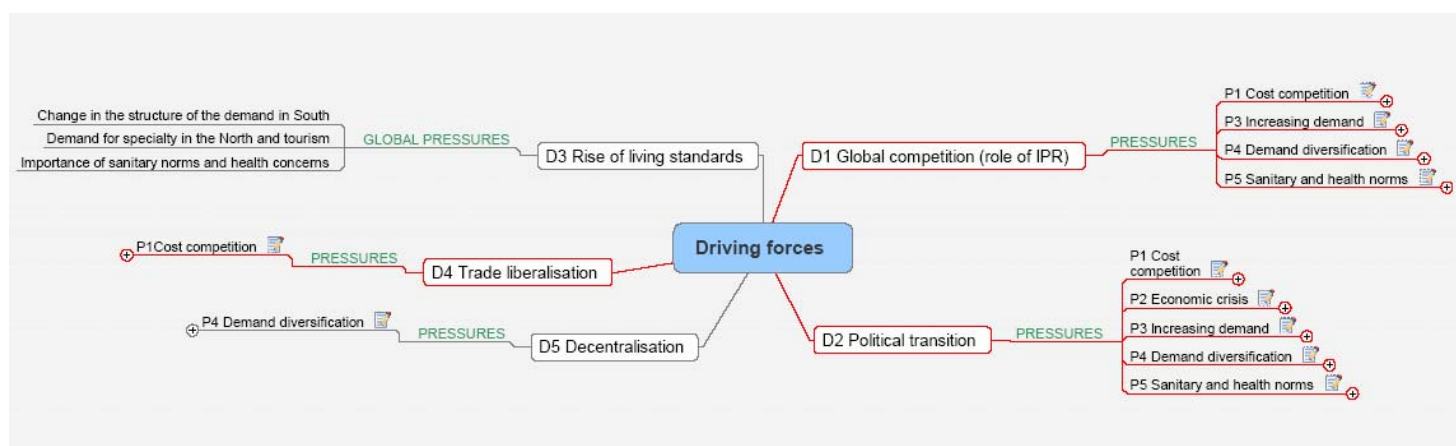 Change in the structure of the demand in South
Demand for specialty in the North and tourism
Importance of sanitary norms and health concerns
GLOBAL PRESSURES
D3 Rise of living standards
P1Cost competition
PRESSURES
D4 Trade liberalisation
P4 Demand diversification
PRESSURES
D5 Decentralisation
Driving forces
D1 Global competition (role of IPR)
PRESSURES
P1 Cost competition
P3 Increasing demand
P4 Demand diversification
P5 Sanitary and health norms
D2 Political transition
PRESSURES
P1 Cost
competition
P2 Economic crisis
P3 Increasing demand
P4 Demand diversification
P5 Sanitary and health norms